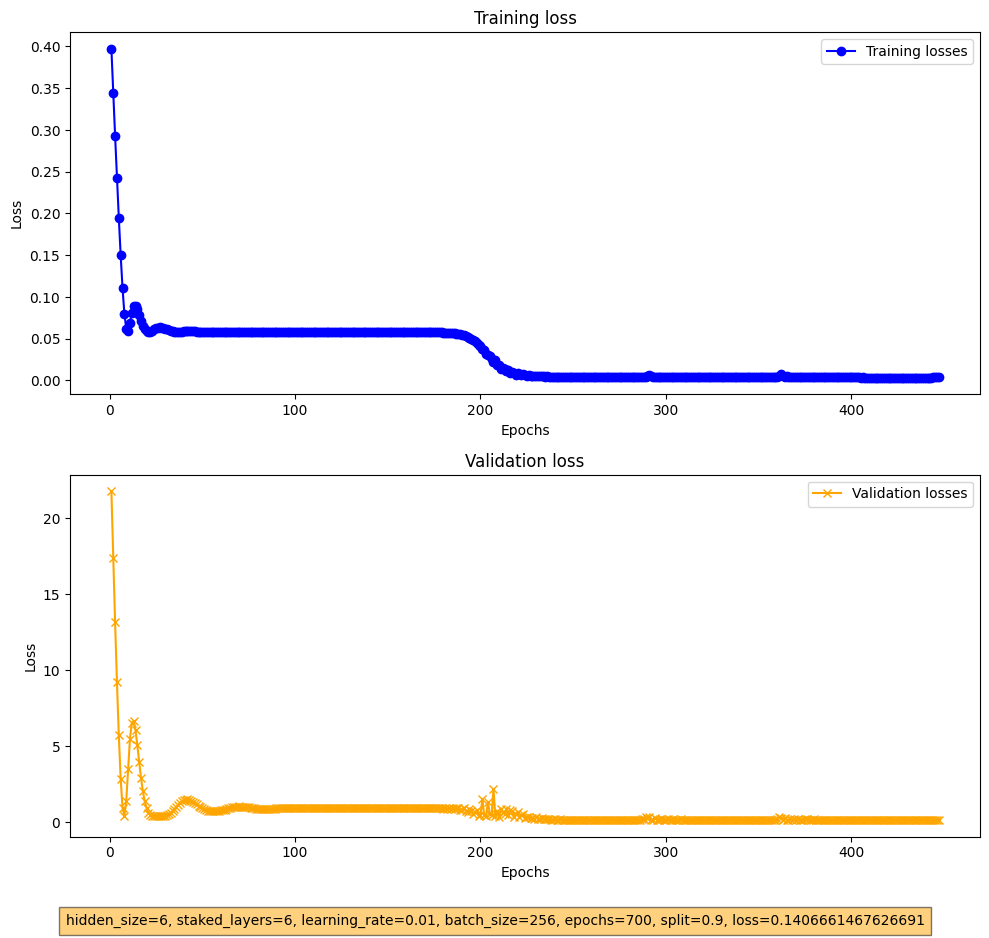 Training loss
Training losses
0.40
0.35
0.30
0.25
0.20
0.15
0.10
0.05
0.00
Loss
0 100 200 300 400
Epochs
Validation loss
Validation losses
20
15
10
5
0
Loss
0 100 200 300 400
Epochs
hidden_size=6, staked_layers=6, learning_rate=0.01, batch_size=256, epochs=700, split=0.9, loss=0.1406661467626691